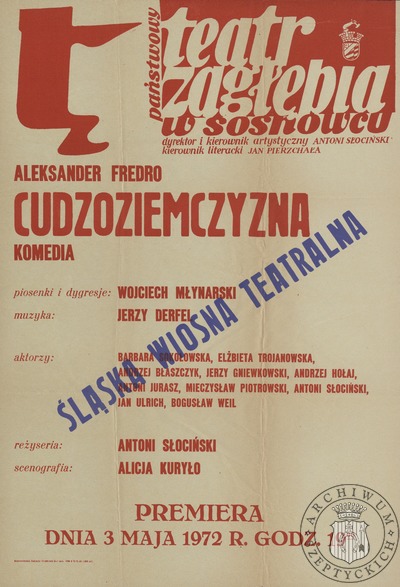 państwowy
teatr
zagłębia
w sosnowcu
dyrektor i kierownik artystyczny ANTONI SŁOCIŃSKI
kierownik literacki JAN PIERZCHAŁA
ALEKSANDER FREDRO
CUDZOZIEMCZYZNA
KOMEDIA
piosenki i dygresje: WOJCIECH MŁYNARSKI
muzyka: JERZY DERFEL
ŚLĄSKA WIOSNA TEATRALNA
aktorzy: BARBARA SOKOŁOWSKA, ELŻBIETA TROJANOWSKA,
ANDRZEJ BŁASZCZYK, JERZY GNIEWKOWSKI, ANDRZEJ HOŁAJ,
ANTONI JURASZ, MIECZYSŁAW PIOTROWSKI, ANTONI SŁOCIŃSKI,
JAN ULRICH, BOGUSŁAW WEIL
reżyseria: ANTONI SŁOCIŃSKI
scenografia: ALICJA KURYŁO
PREMIERA
DNIA 3 MAJA 1972 R. GODZ. 19
ARCHIWUM
RZEPTYCKICH